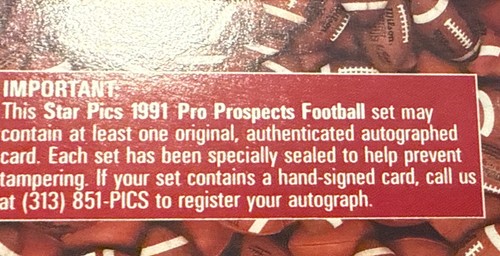 Wilson
IMPORTANT:
This Star Pics 1991 Pro Prospects Football set may
contain at least one original, authenticated autographed
card. Each set has been specially sealed to help prevent
tampering. If your set contains a hand-signed card, call us
at (313) 851-PICS to register your autograph.